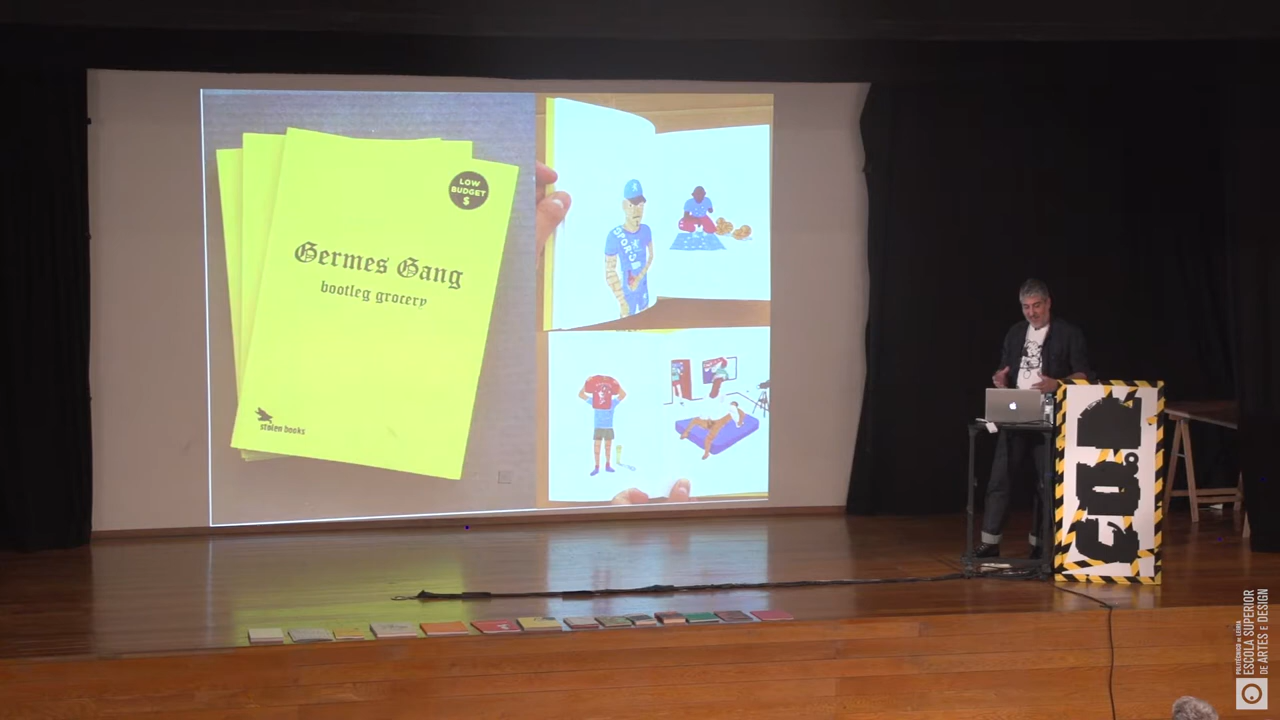 LOW
BUDGET
$
Germes Gang
bootleg grocery
stolen books
POLITÉCNICO DE LEIRIA
ESCOLA SUPERIOR
DE ARTES E DESIGN